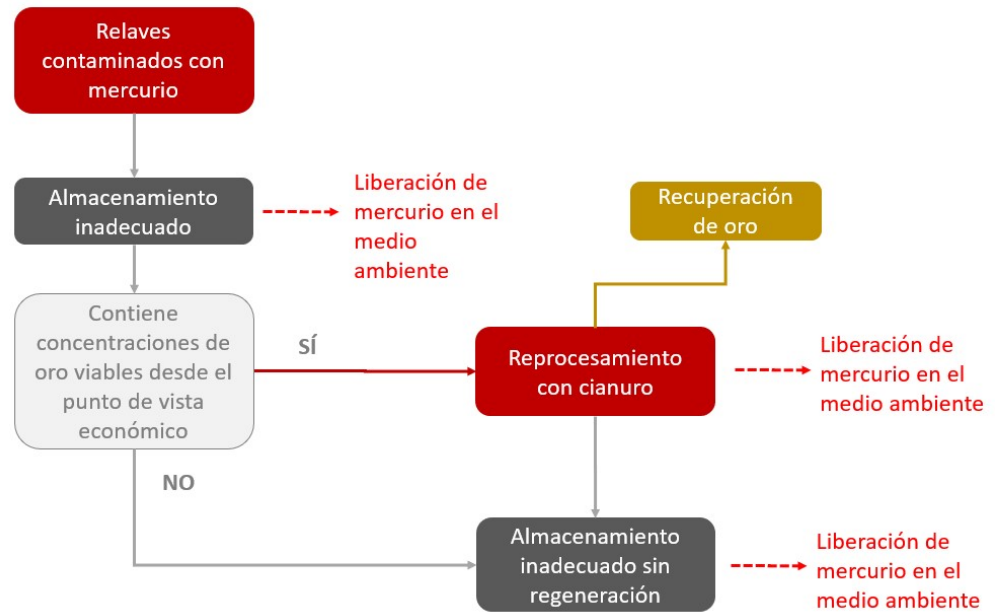 Relaves
contaminados con
mercurio
Almacenamiento
inadecuado
Liberación de
mercurio en el
medio
ambiente
Recuperación
de oro
Contiene
concentraciones de
oro viables desde el
punto de vista
económico
SÍ
Reprocesamiento
con cianuro
Liberación de
mercurio en el
medio ambiente
NO
Almacenamiento
inadecuado sin
regeneración
Liberación de
mercurio en el
medio ambiente